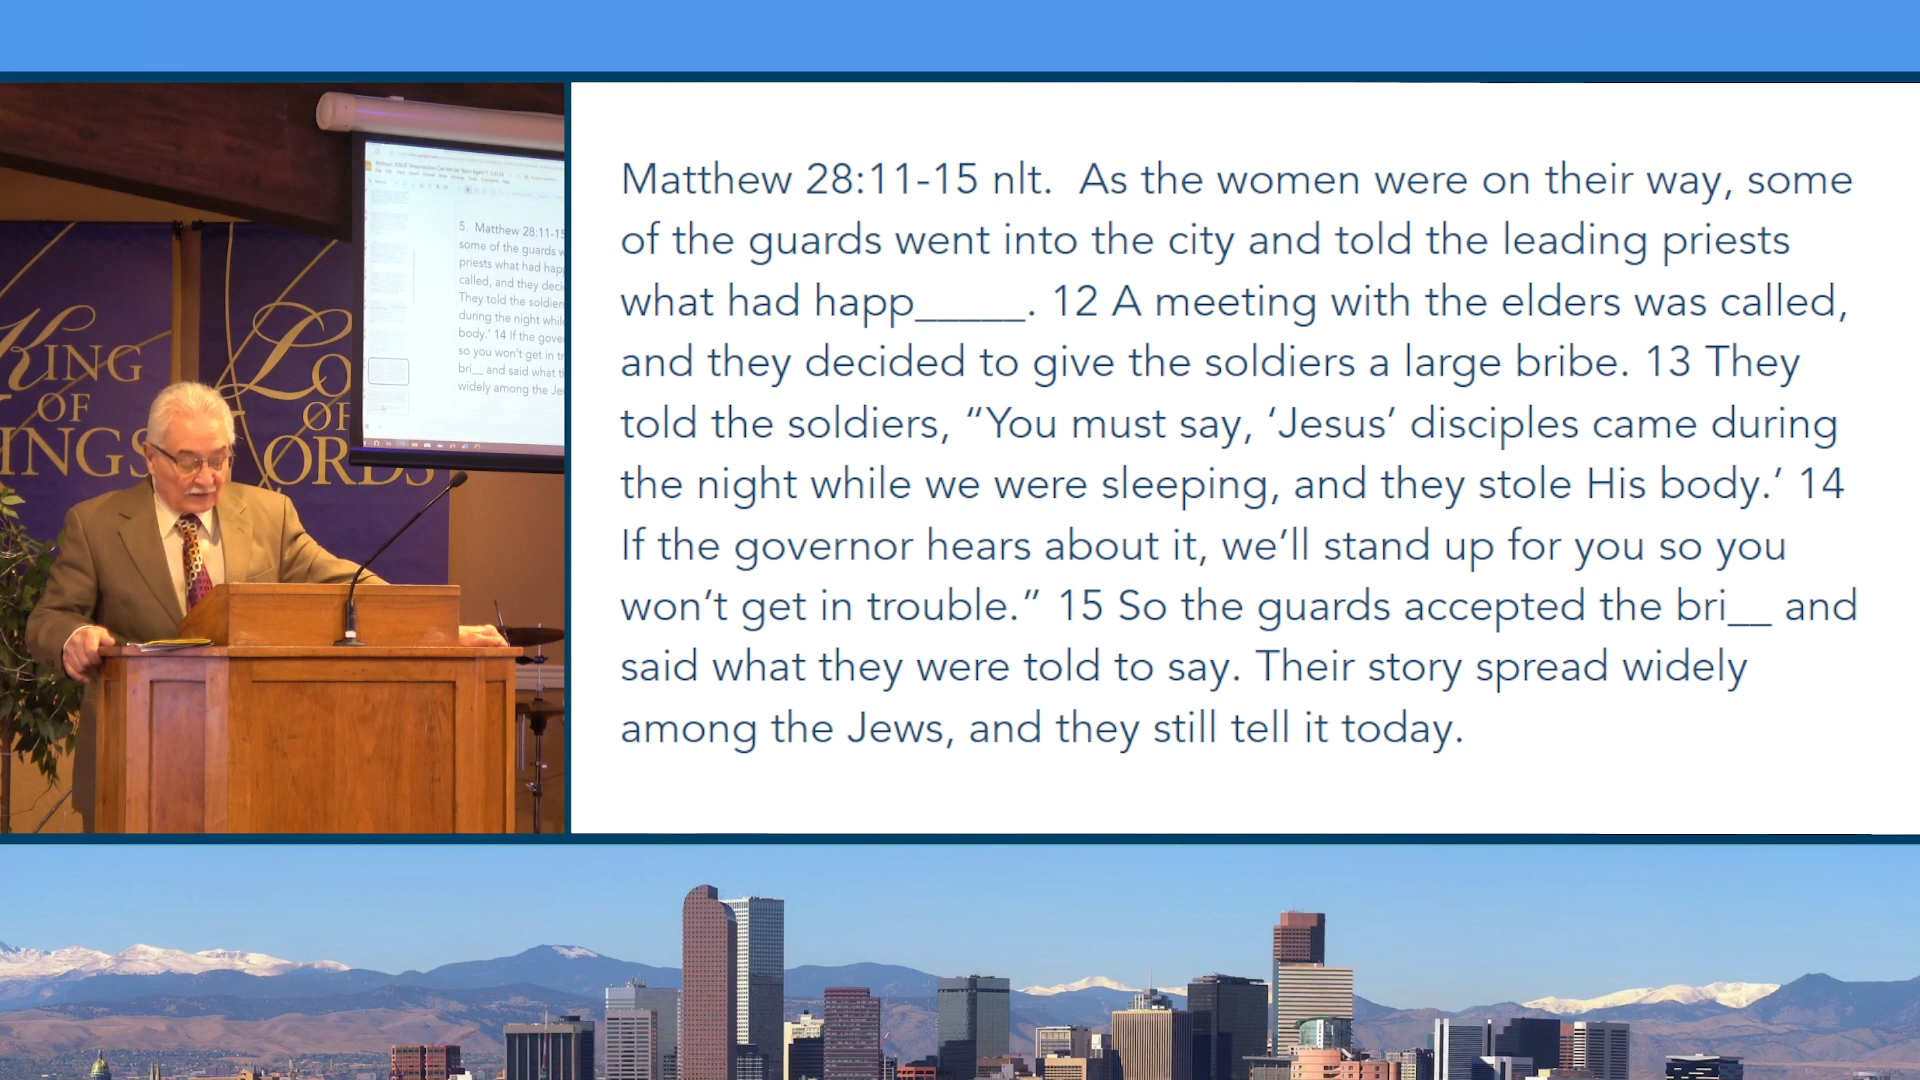 Matthew 28:11-15 nlt.  As the women were on their way, some
of the guards went into the city and told the leading priests
what had happ_____. 12 A meeting with the elders was called,
and they decided to give the soldiers a large bribe. 13 They
told the soldiers, “You must say, ‘Jesus’ disciples came during
the night while we were sleeping, and they stole His body.’ 14
If the governor hears about it, we’ll stand up for you so you
won’t get in trouble.” 15 So the guards accepted the bri__ and
said what they were told to say. Their story spread widely
among the Jews, and they still tell it today.
5. Matthew 28:11-15
some of the guards
priests what had hap
called, and they deci
They told the soldier
during the night whil
body.’ 14 If the gove
so you won’t get in tr
bri__ and said what t
widely among the Je
KING
OF
INGS
LO
OF
ORDS